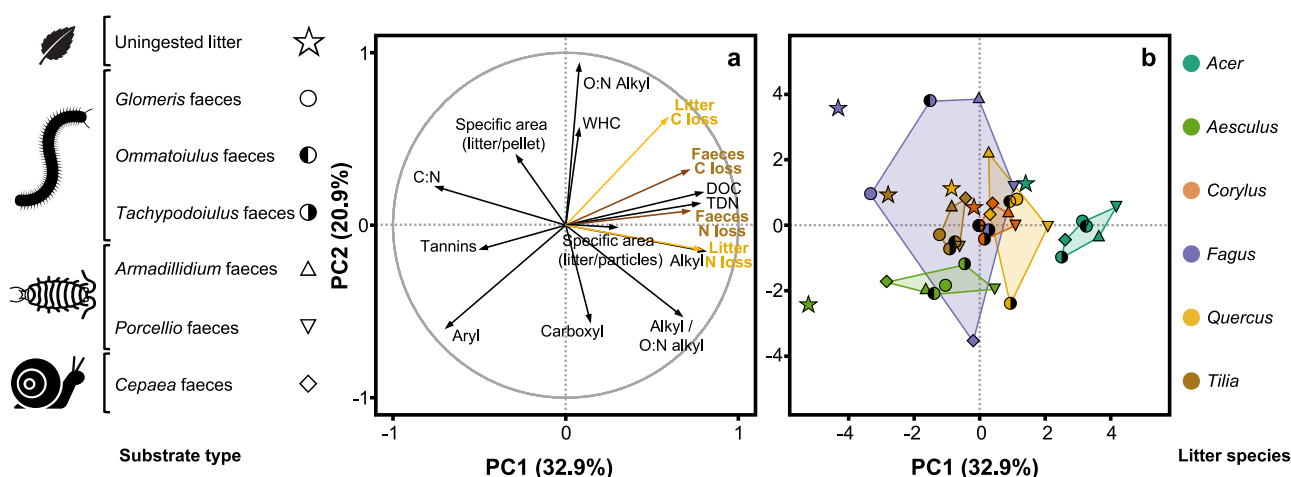 Uningested litter
Glomeris faeces
Ommatoiulus faeces
Tachypodoiulus faeces
Armadillidium faeces
Porcellio faeces
Cepaea faeces
Substrate type
a
PC2 (20.9%)
1
0
-1
O:N Alkyl
WHC
Litter
C loss
Specific area
(litter/pellet)
Faeces
C loss
C:N
DOC
TDN
Faeces
N loss
Tannins
Specific area
(litter/particles)
Litter
N loss
Alkyl
Aryl
Carboxyl
Alkyl /
O:N alkyl
-1
0
1
PC1 (32.9%)
b
4
2
0
-2
-4
-4
-2
0
2
4
PC1 (32.9%)
Acer
Aesculus
Corylus
Fagus
Quercus
Tilia
Litter species